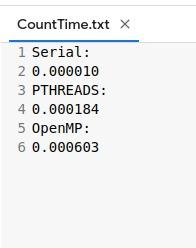 CountTime.txt ×
1 Serial:
2 0.000010
3 PTHREADS:
4 0.000184
5 OpenMP:
6 0.000603